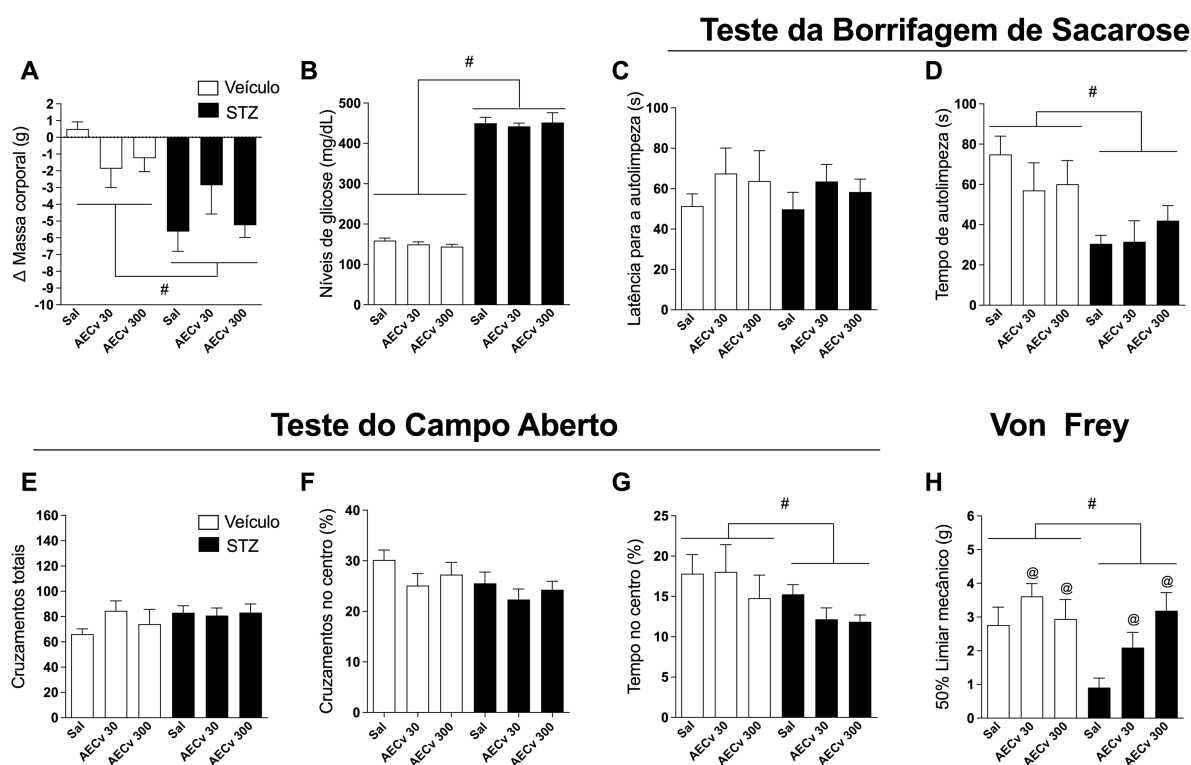 Teste da Borrifagem de Sacarose
A
Veículo
STZ
Δ Massa corporal (g)
2
1
0
-1
-2
-3
-4
-5
-6
-7
-8
-9
-10
#
Sal
AECv 30
AECv 300
Sal
AECv 30
AECv 300
B
#
Níveis de glicose (mg/dL)
500
400
300
200
100
0
Sal
AECv 30
AECv 300
Sal
AECv 30
AECv 300
C
Latência para a autolimpeza (s)
100
80
60
40
20
0
Sal
AECv 30
AECv 300
Sal
AECv 30
AECv 300
D
#
Tempo de autolimpeza (s)
100
80
60
40
20
0
Sal
AECv 30
AECv 300
Sal
AECv 30
AECv 300
Teste do Campo Aberto
Von Frey
E
Veículo
STZ
Cruzamentos totais
160
140
120
100
80
60
40
20
0
Sal
AECv 30
AECv 300
Sal
AECv 30
AECv 300
F
Cruzamentos no centro (%)
40
30
20
10
0
Sal
AECv 30
AECv 300
Sal
AECv 30
AECv 300
G
#
Tempo no centro (%)
25
20
15
10
5
0
Sal
AECv 30
AECv 300
Sal
AECv 30
AECv 300
H
#
50% Limiar mecânico (g)
6
5
4
3
2
1
0
@
@
@
@
Sal
AECv 30
AECv 300
Sal
AECv 30
AECv 300